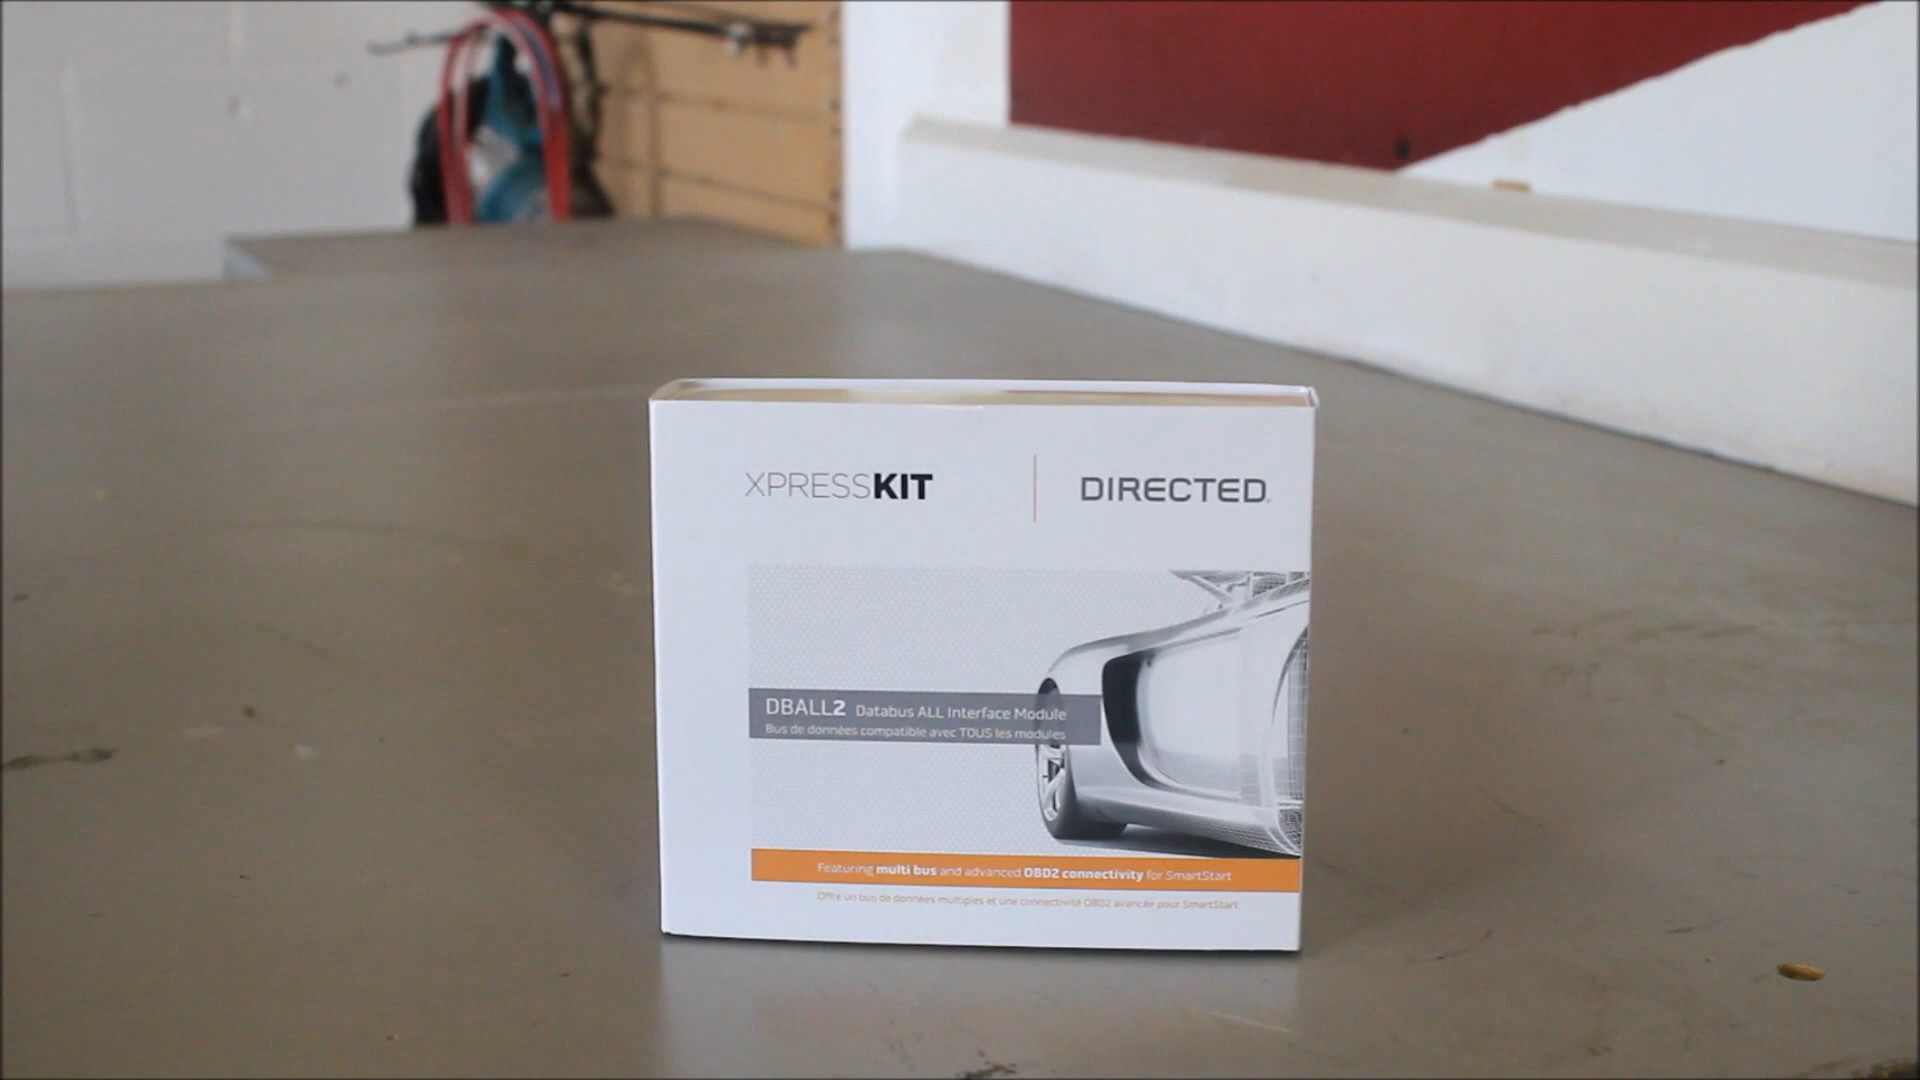 XPRESSKIT
DIRECTED
DBALL2 Databus ALL Interface Module
Bus de données compatible avec TOUS les modules
Featuring multi bus and advanced OBD2 connectivity for SmartStart
Offre un bus de données multiples et une connectivité OBD2 avancée pour SmartStart